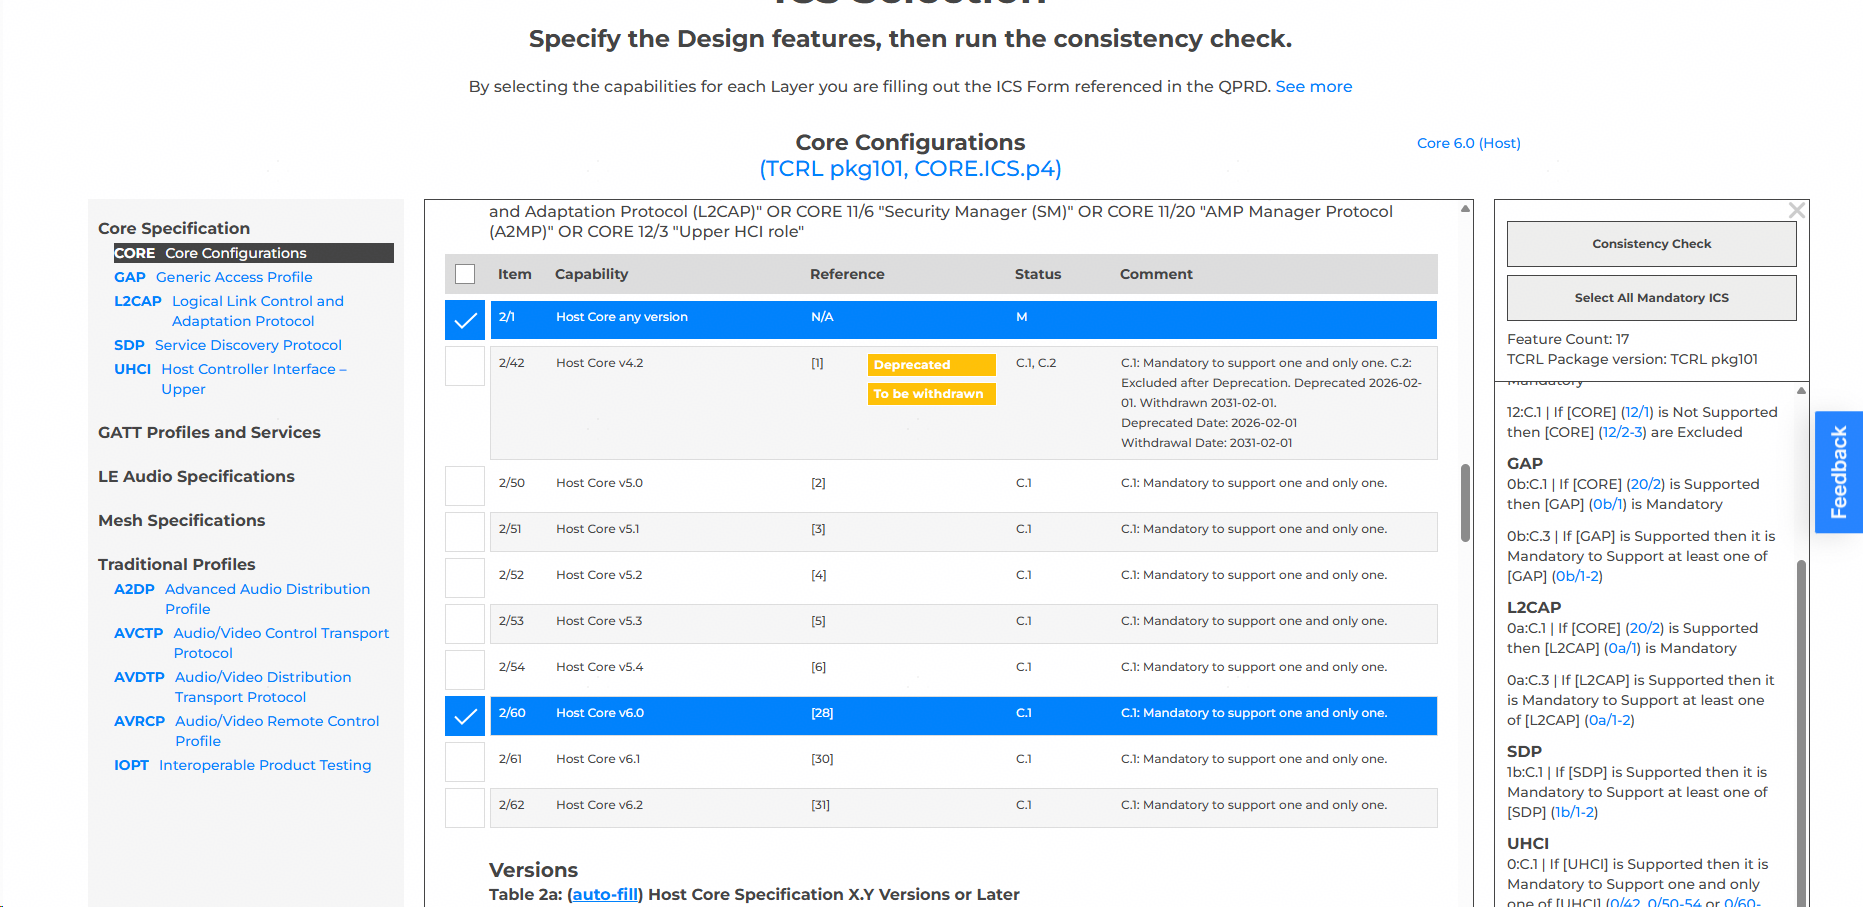 ICS Selection
Specify the Design features, then run the consistency check.
By selecting the capabilities for each Layer you are filling out the ICS Form referenced in the QPRD. See more
Core Configurations
(TCRL pkg101, CORE.ICS.p4)
Core 6.0 (Host)
Core Specification
CORE Core Configurations
GAP Generic Access Profile
L2CAP Logical Link Control and
Adaptation Protocol
SDP Service Discovery Protocol
UHCI Host Controller Interface –
Upper
GATT Profiles and Services
LE Audio Specifications
Mesh Specifications
Traditional Profiles
A2DP Advanced Audio Distribution
Profile
AVCTP Audio/Video Control Transport
Protocol
AVDTP Audio/Video Distribution
Transport Protocol
AVRCP Audio/Video Remote Control
Profile
IOPT Interoperable Product Testing
and Adaptation Protocol (L2CAP)" OR CORE 11/6 "Security Manager (SM)" OR CORE 11/20 "AMP Manager Protocol
(A2MP)" OR CORE 12/3 "Upper HCI role"
Item Capability Reference Status Comment
2/1 Host Core any version N/A M
2/42 Host Core v4.2 [1] Deprecated C.1, C.2 C.1: Mandatory to support one and only one. C.2:
To be withdrawn Excluded after Deprecation. Deprecated 2026-02-
01. Withdrawn 2031-02-01.
Deprecated Date: 2026-02-01
Withdrawal Date: 2031-02-01
2/50 Host Core v5.0 [2] C.1 C.1: Mandatory to support one and only one.
2/51 Host Core v5.1 [3] C.1 C.1: Mandatory to support one and only one.
2/52 Host Core v5.2 [4] C.1 C.1: Mandatory to support one and only one.
2/53 Host Core v5.3 [5] C.1 C.1: Mandatory to support one and only one.
2/54 Host Core v5.4 [6] C.1 C.1: Mandatory to support one and only one.
2/60 Host Core v6.0 [28] C.1 C.1: Mandatory to support one and only one.
2/61 Host Core v6.1 [30] C.1 C.1: Mandatory to support one and only one.
2/62 Host Core v6.2 [31] C.1 C.1: Mandatory to support one and only one.
Versions
Table 2a: (auto-fill) Host Core Specification X.Y Versions or Later
Consistency Check
Select All Mandatory ICS
Feature Count: 17
TCRL Package version: TCRL pkg101
Mandatory
12:C.1 | If [CORE] (12/1) is Not Supported
then [CORE] (12/2-3) are Excluded
GAP
0b:C.1 | If [CORE] (20/2) is Supported
then [GAP] (0b/1) is Mandatory
0b:C.3 | If [GAP] is Supported then it is
Mandatory to Support at least one of
[GAP] (0b/1-2)
L2CAP
0a:C.1 | If [CORE] (20/2) is Supported
then [L2CAP] (0a/1) is Mandatory
0a:C.3 | If [L2CAP] is Supported then it
is Mandatory to Support at least one
of [L2CAP] (0a/1-2)
SDP
1b:C.1 | If [SDP] is Supported then it is
Mandatory to Support at least one of
[SDP] (1b/1-2)
UHCI
0:C.1 | If [UHCI] is Supported then it is
Mandatory to Support one and only
one of [UHCI] (0/42, 0/50-54 or 0/60-
Feedback